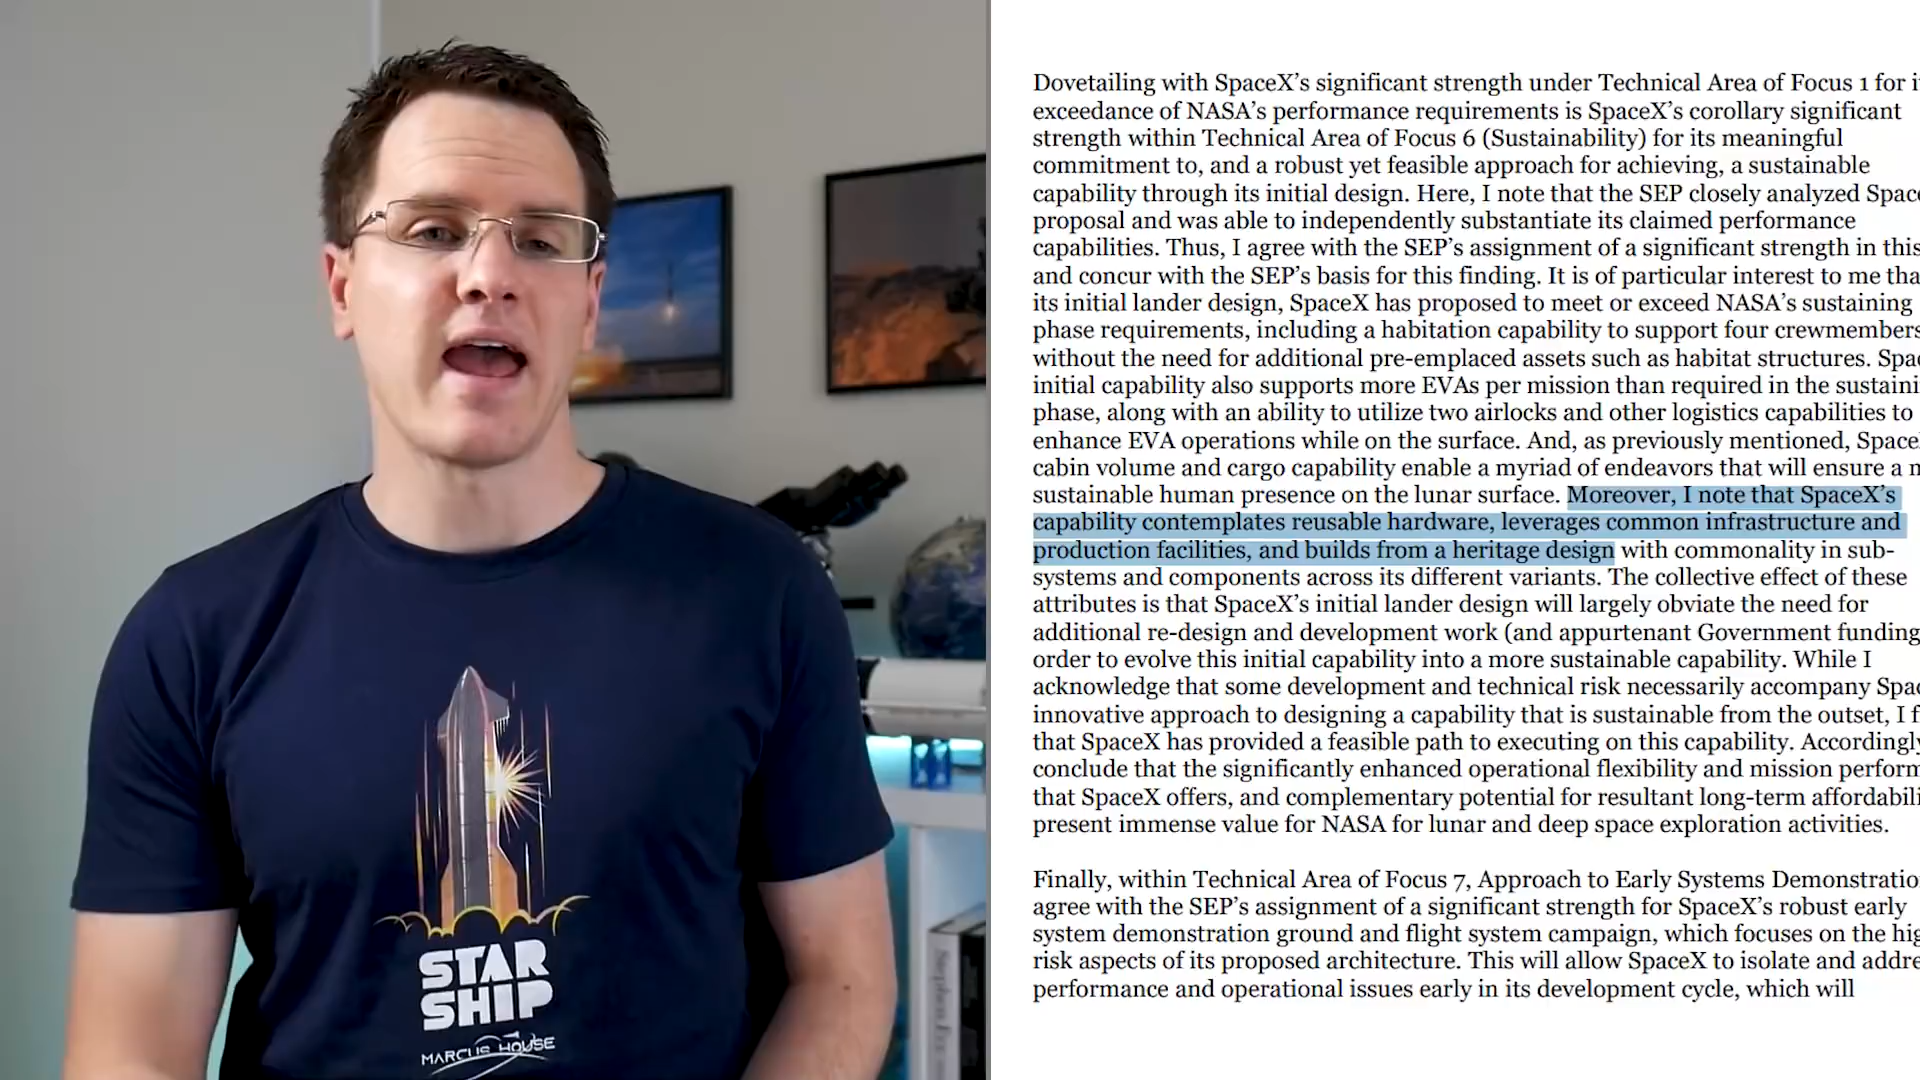 Dovetailing with SpaceX’s significant strength under Technical Area of Focus 1 for
exceedance of NASA’s performance requirements is SpaceX’s corollary significant
strength within Technical Area of Focus 6 (Sustainability) for its meaningful
commitment to, and a robust yet feasible approach for achieving, a sustainable
capability through its initial design. Here, I note that the SEP closely analyzed
proposal and was able to independently substantiate its claimed performance
capabilities. Thus, I agree with the SEP’s assignment of a significant strength in this
and concur with the SEP’s basis for this finding. It is of particular interest to me
its initial lander design, SpaceX has proposed to meet or exceed NASA’s sustaining
phase requirements, including a habitation capability to support four crewmembers
without the need for additional pre-emplaced assets such as habitat structures.
initial capability also supports more EVAs per mission than required in the
phase, along with an ability to utilize two airlocks and other logistics capabilities to
enhance EVA operations while on the surface. And, as previously mentioned,
cabin volume and cargo capability enable a myriad of endeavors that will ensure a
sustainable human presence on the lunar surface. Moreover, I note that SpaceX’s
capability contemplates reusable hardware, leverages common infrastructure and
production facilities, and builds from a heritage design with commonality in sub-
systems and components across its different variants. The collective effect of these
attributes is that SpaceX’s initial lander design will largely obviate the need for
additional re-design and development work (and appurtenant Government funding
order to evolve this initial capability into a more sustainable capability. While I
acknowledge that some development and technical risk necessarily accompany
innovative approach to designing a capability that is sustainable from the outset, I
that SpaceX has provided a feasible path to executing on this capability. Accordingly
conclude that the significantly enhanced operational flexibility and mission
that SpaceX offers, and complementary potential for resultant long-term
present immense value for NASA for lunar and deep space exploration activities.
Finally, within Technical Area of Focus 7, Approach to Early Systems
agree with the SEP’s assignment of a significant strength for SpaceX’s robust early
system demonstration ground and flight system campaign, which focuses on the
risk aspects of its proposed architecture. This will allow SpaceX to isolate and
performance and operational issues early in its development cycle, which will
STAR
SHIP
MARCUS HOUSE